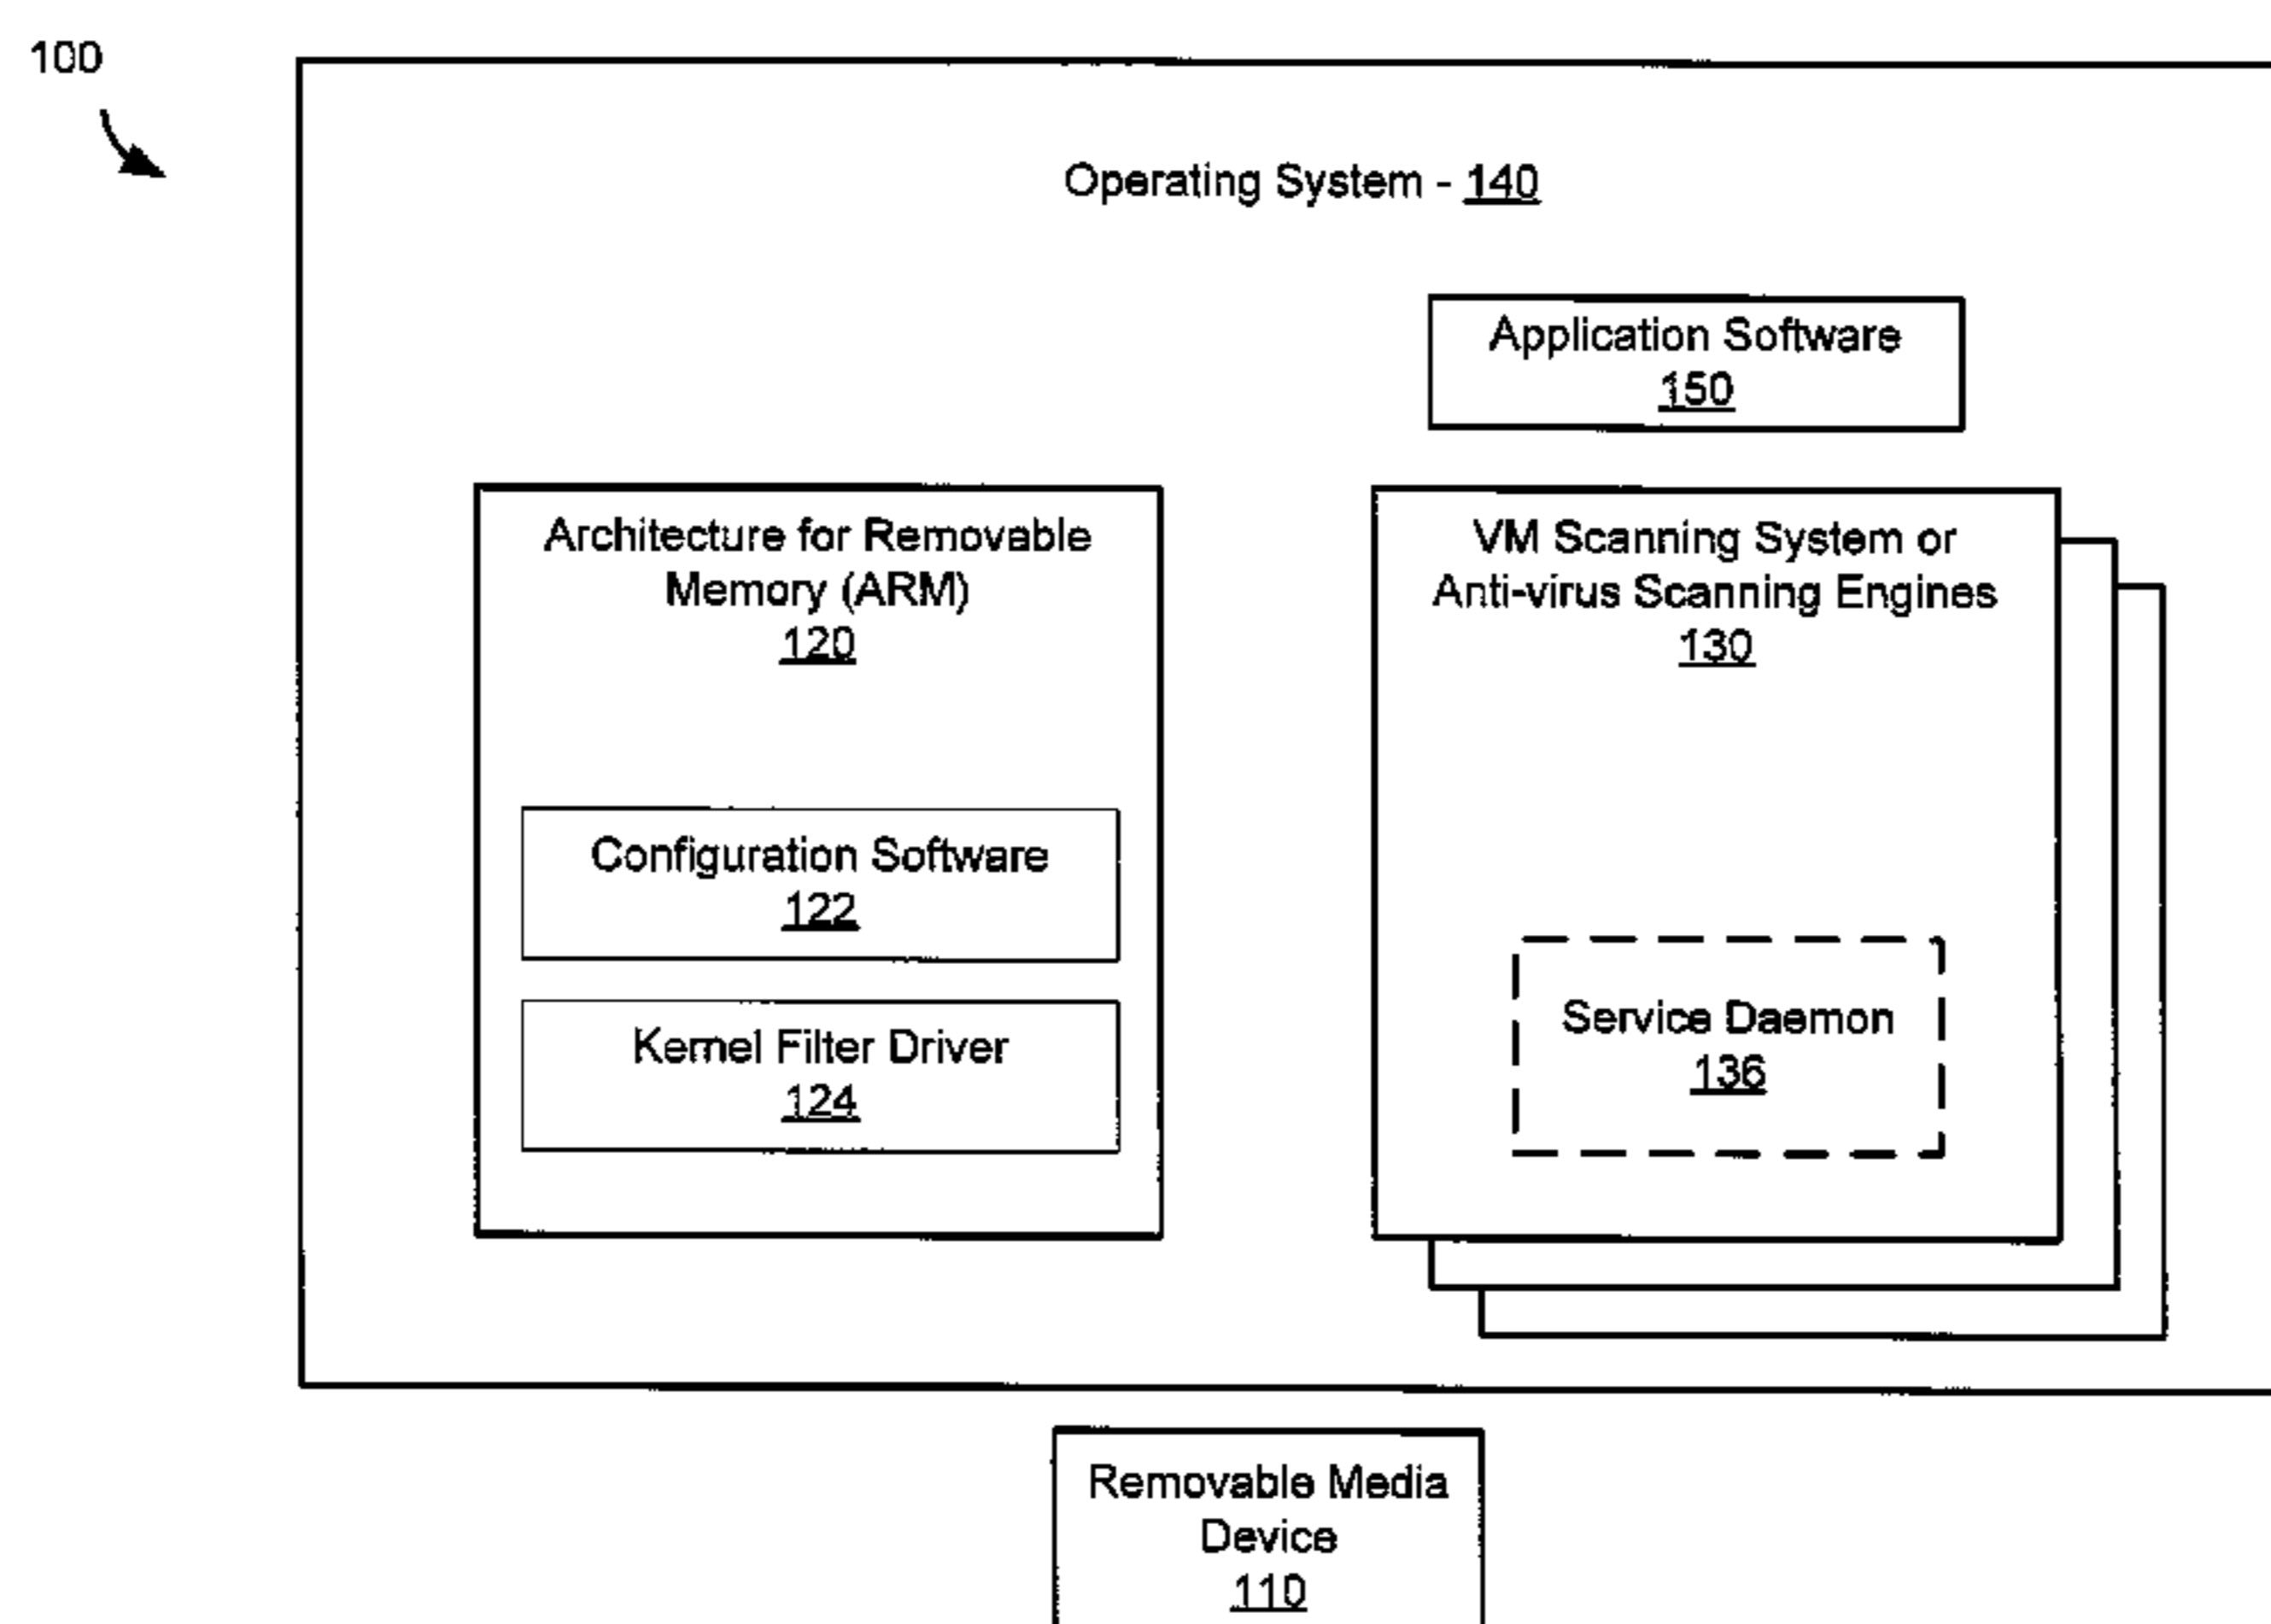 100
Operating System - 140
Application Software
150
Architecture for Removable
Memory (ARM)
120
VM Scanning System or
Anti-virus Scanning Engines
130
Configuration Software
122
Kernel Filter Driver
124
Service Daemon
136
Removable Media
Device
110